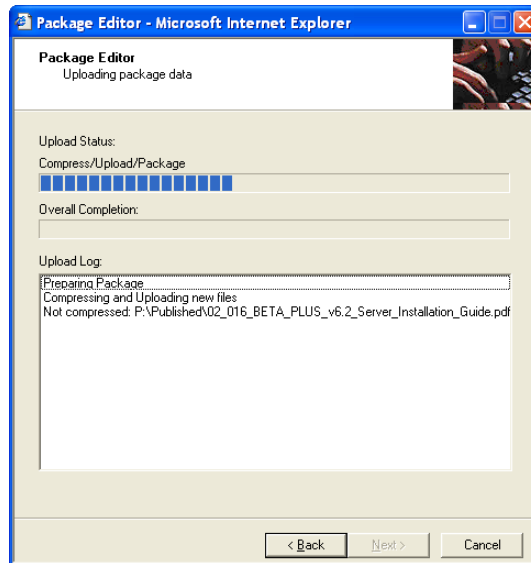 Package Editor - Microsoft Internet Explorer
Package Editor
Uploading package data
Upload Status:
Compress/Upload/Package
Overall Completion:
Upload Log:
Preparing Package
Compressing and Uploading new files
Not compressed: P:\Published\02_016_BETA_PLUS_v6.2_Server_Installation_Guide.pdf
< Back
Next >
Cancel